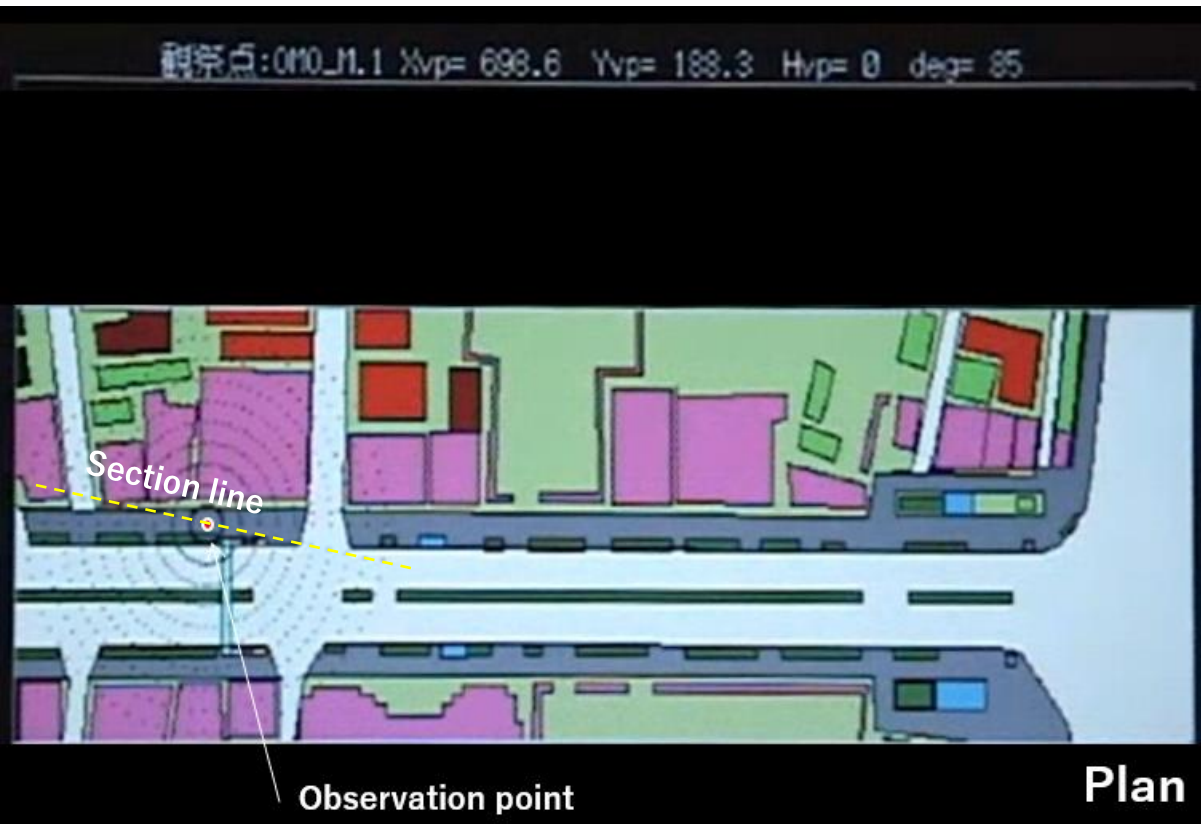 観察点:OMO_M.1 Xvp= 698.6 Yvp= 188.3 Hvp= 0 deg= 85
Section line
Observation point
Plan